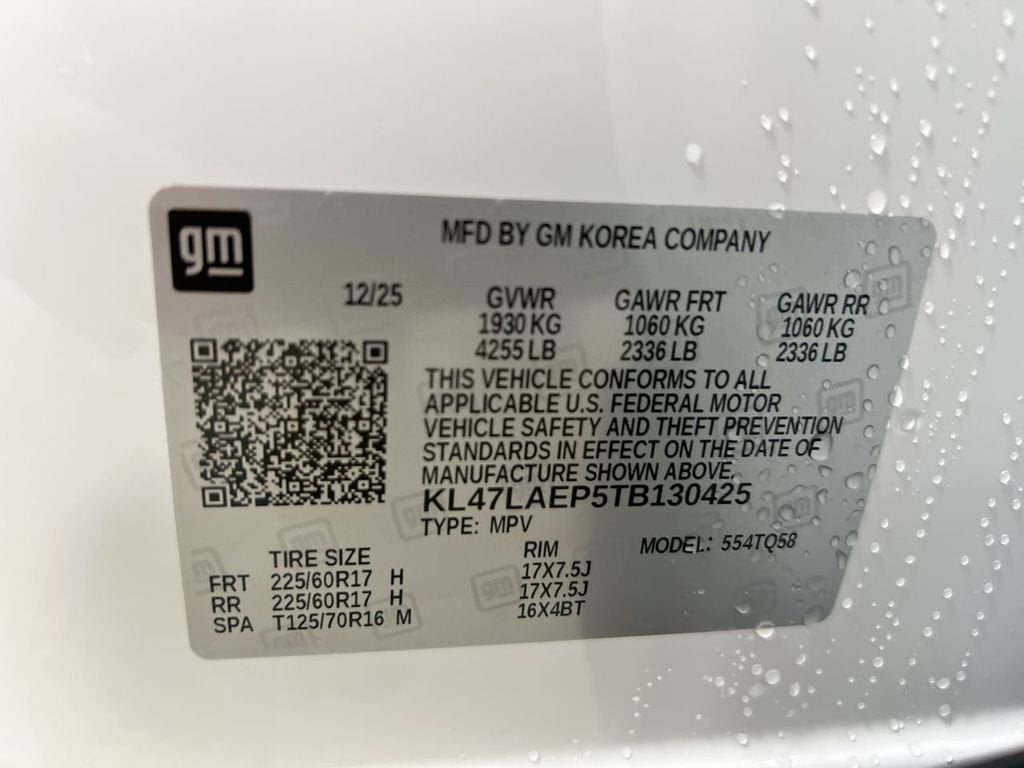 gm
MFD BY GM KOREA COMPANY
12/25 GVWR GAWR FRT GAWR RR
1930 KG 1060 KG 1060 KG
4255 LB 2336 LB 2336 LB
THIS VEHICLE CONFORMS TO ALL
APPLICABLE U.S. FEDERAL MOTOR
VEHICLE SAFETY AND THEFT PREVENTION
STANDARDS IN EFFECT ON THE DATE OF
MANUFACTURE SHOWN ABOVE.
KL47LAEP5TB130425
TYPE: MPV MODEL: 554TQ58
TIRE SIZE RIM
FRT 225/60R17 H 17X7.5J
RR 225/60R17 H 17X7.5J
SPA T125/70R16 M 16X4BT